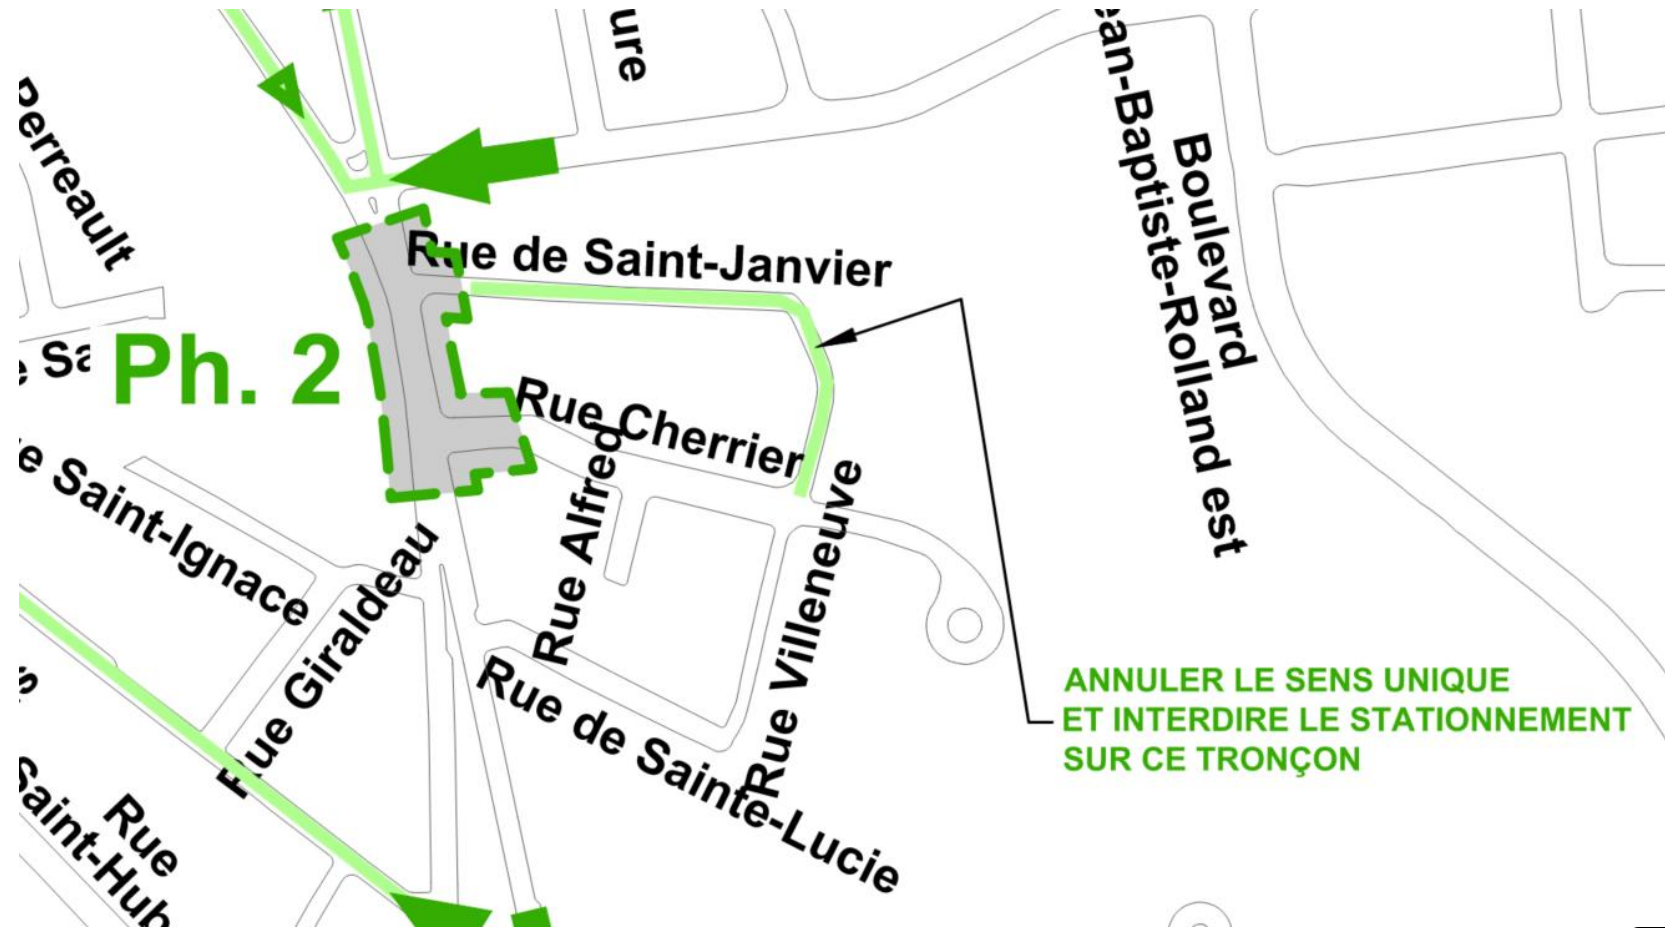 Perreault
Rue de Saint-Janvier
Boulevard
Ph. 2
Rue Cherrier
Rue Alfred
Saint-Ignace
Rue Giraldeau
Rue Villeneuve
Rue de Sainte-Lucie
ANNULER LE SENS UNIQUE
ET INTERDIRE LE STATIONNEMENT
SUR CE TRONÇON
ean-Baptiste-Rolland est
ure
Rue
Saint-Hub